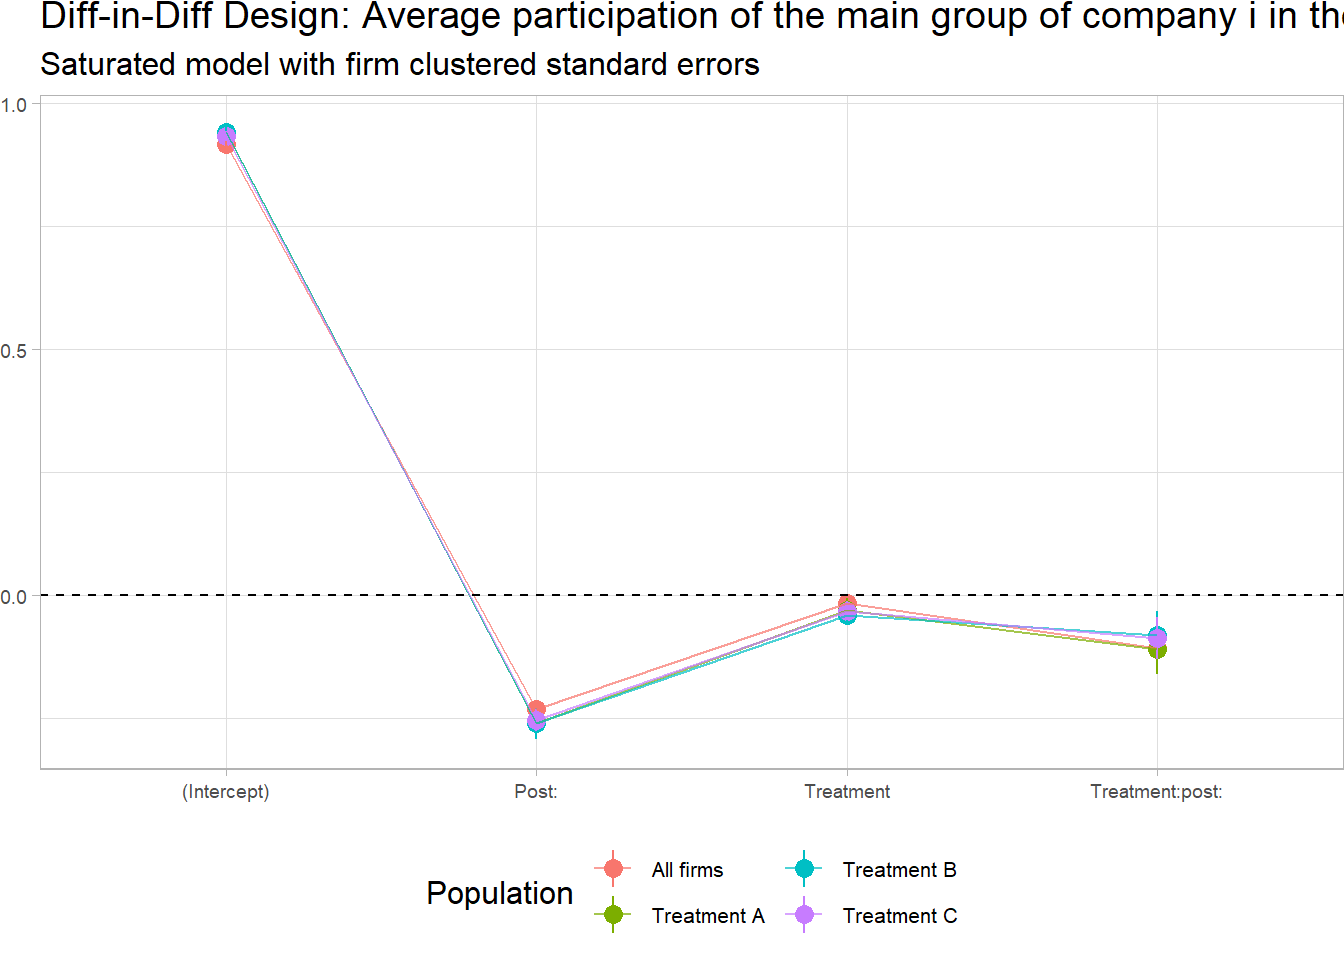 Diff-in-Diff Design: Average participation of the main group of company i in the
Saturated model with firm clustered standard errors
1.0
0.5
0.0
(Intercept) Post: Treatment Treatment:post:
Population
All firms Treatment B
Treatment A Treatment C